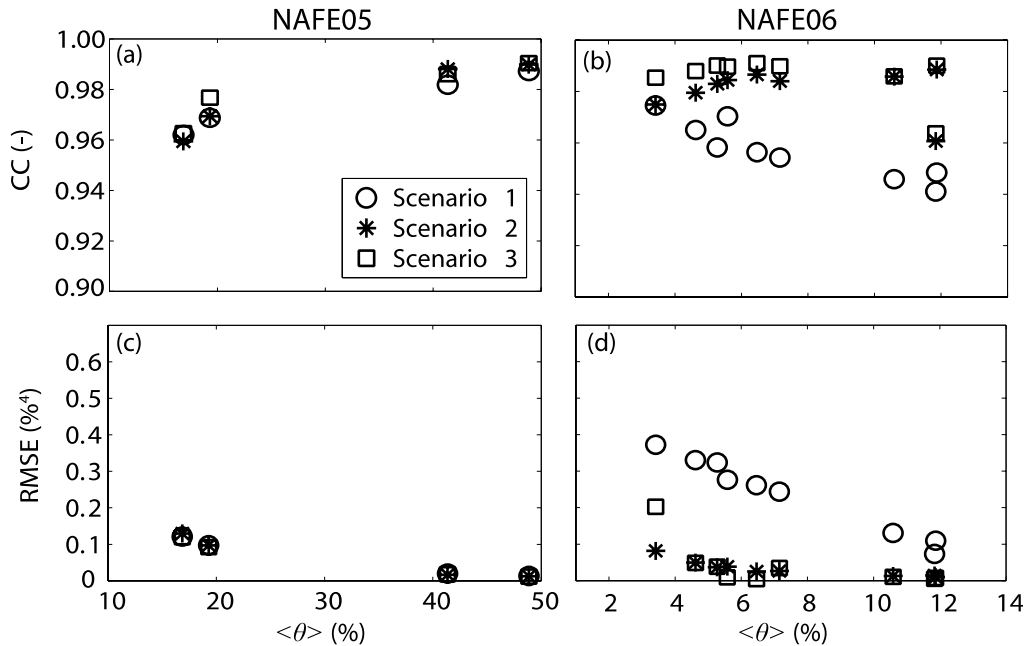 NAFE05 NAFE06
(a) (b)
1.00
0.98
0.96
0.94
0.92
0.90
CC (-)
Scenario 1
Scenario 2
Scenario 3
(c) (d)
0.6
0.5
0.4
0.3
0.2
0.1
0
RMSE (%⁴)
10 20 30 40 50
2 4 6 8 10 12 14
<θ> (%) <θ> (%)